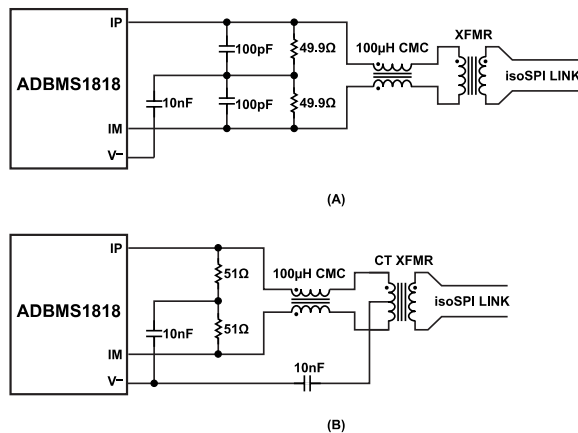 IP
XFMR
100µH CMC
100pF
49.9Ω
ADBMS1818
isoSPI LINK
10nF
100pF
49.9Ω
IM
V–
(A)
IP
CT XFMR
100µH CMC
51Ω
ADBMS1818
isoSPI LINK
10nF
51Ω
IM
10nF
V–
(B)